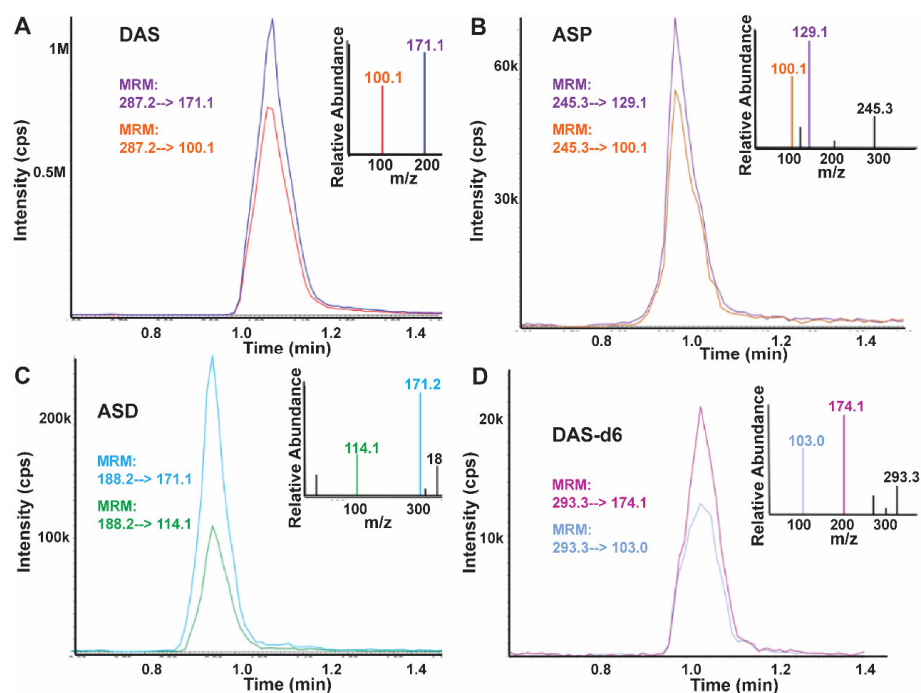 A
DAS
1M
0.5M
Intensity (cps)
MRM:
287.2--> 171.1
MRM:
287.2--> 100.1
Relative Abundance
171.1
100.1
100 200
m/z
0.8 1.0 1.2 1.4
Time (min)
B
ASP
60k
30k
Intensity (cps)
MRM:
245.3--> 129.1
MRM:
245.3--> 100.1
Relative Abundance
129.1
100.1
245.3
100 200 300
m/z
0.8 1.0 1.2 1.4
Time (min)
C
ASD
200k
100k
Intensity (cps)
MRM:
188.2--> 171.1
MRM:
188.2--> 114.1
Relative Abundance
171.2
114.1
18
100 300
m/z
0.8 1.0 1.2 1.4
Time (min)
D
DAS-d6
20k
10k
Intensity (cps)
MRM:
293.3--> 174.1
MRM:
293.3--> 103.0
Relative Abundance
174.1
103.0
293.3
100 200 300
m/z
0.8 1.0 1.2 1.4
Time (min)